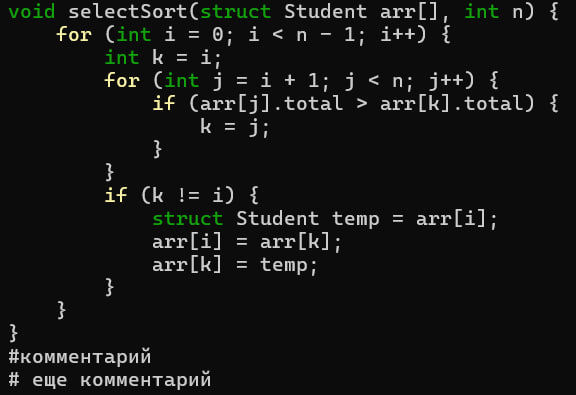 void selectSort(struct Student arr[], int n) {
    for (int i = 0; i < n - 1; i++) {
        int k = i;
        for (int j = i + 1; j < n; j++) {
            if (arr[j].total > arr[k].total) {
                k = j;
            }
        }
        if (k != i) {
            struct Student temp = arr[i];
            arr[i] = arr[k];
            arr[k] = temp;
        }
    }
}
#комментарий
# еще комментарий